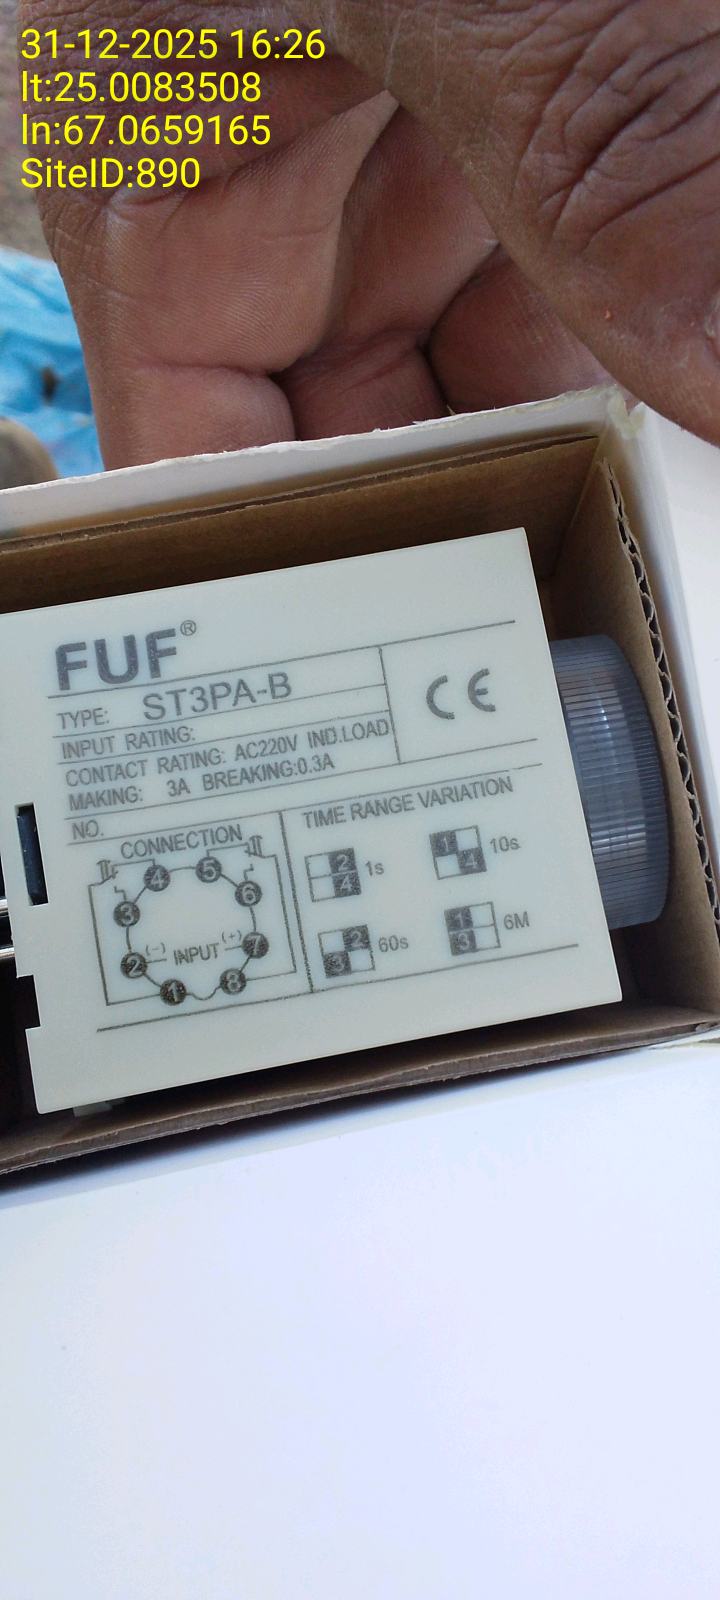 31-12-2025 16:26
lt:25.0083508
ln:67.0659165
SiteID:890
FUF®
TYPE: ST3PA-B
INPUT RATING:
CONTACT RATING: AC220V IND.LOAD
MAKING: 3A BREAKING:0.3A
CE
NO.
CONNECTION
4 5
3 6
2 (-) INPUT (+) 7
1 8
TIME RANGE VARIATION
2 4 1s
1 4 10s
2 3 60s
1 3 6M